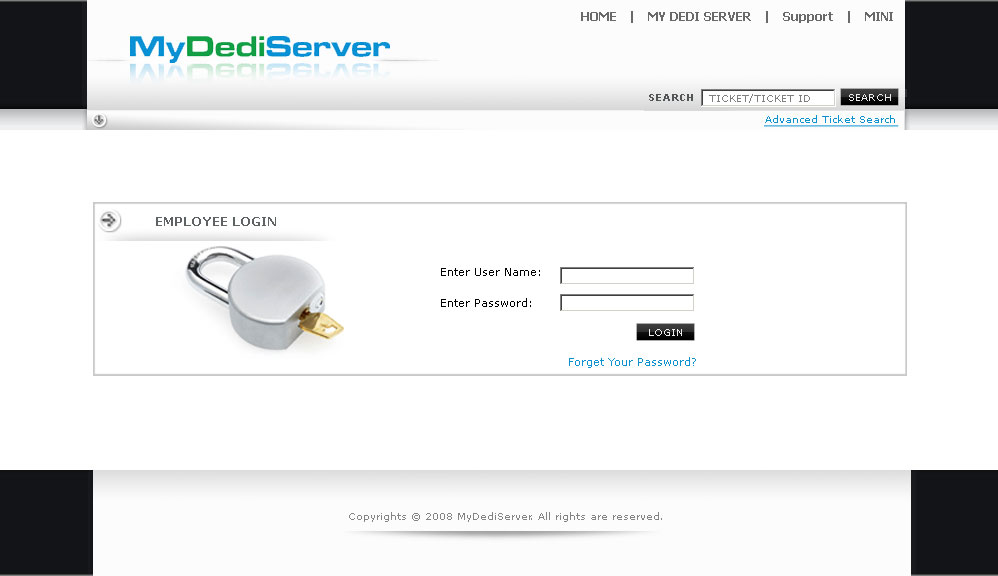 HOME | MY DEDI SERVER | Support | MINI
MyDediServer
SEARCH TICKET/TICKET ID SEARCH
Advanced Ticket Search
EMPLOYEE LOGIN
Enter User Name:
Enter Password:
LOGIN
Forget Your Password?
Copyrights © 2008 MyDediServer. All rights are reserved.